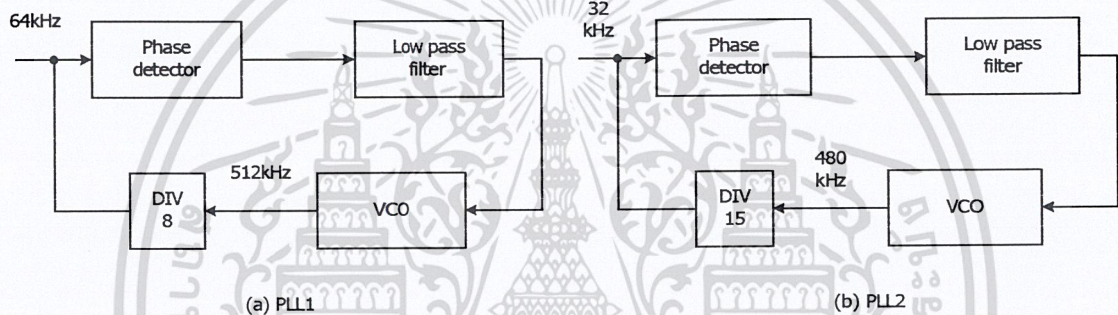 64kHz
Phase
detector
Low pass
filter
DIV
8
512kHz
VCO
(a) PLL1
32
kHz
Phase
detector
Low pass
filter
DIV
15
480
kHz
VCO
(b) PLL2